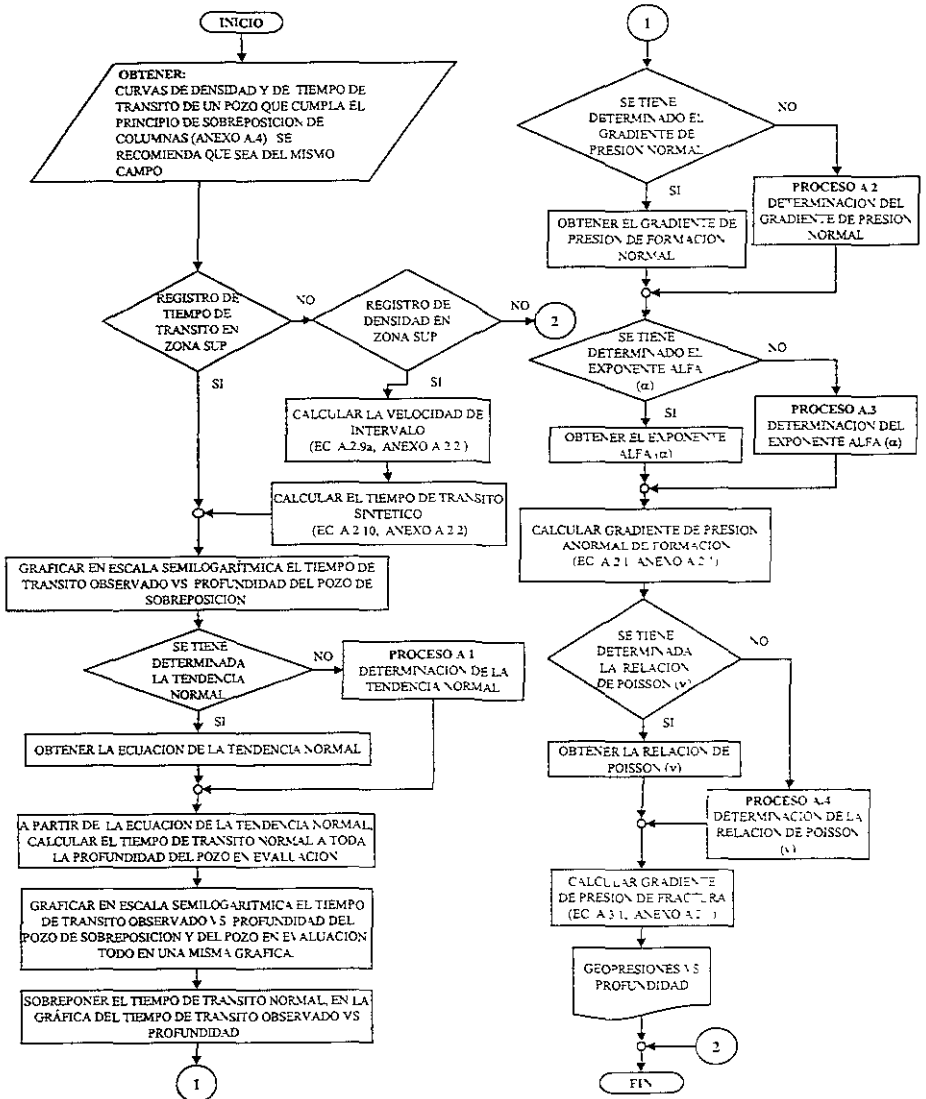 INICIO
OBTENER:
CURVAS DE DENSIDAD Y DE TIEMPO DE
TRANSITO DE UN POZO QUE CUMPLA EL
PRINCIPIO DE SOBREPOSICION DE
COLUMNAS (ANEXO A.4) SE
RECOMIENDA QUE SEA DEL MISMO
CAMPO
REGISTRO DE
TIEMPO DE
TRANSITO EN
ZONA SUP
NO
SI
REGISTRO DE
DENSIDAD EN
ZONA SUP
NO
2
SI
CALCULAR LA VELOCIDAD DE
INTERVALO
(EC A.2.9a, ANEXO A 2 2)
CALCULAR EL TIEMPO DE TRANSITO
SINTETICO
(EC A 2 10, ANEXO A 2 2)
GRAFICAR EN ESCALA SEMILOGARÍTMICA EL TIEMPO DE
TRANSITO OBSERVADO VS PROFUNDIDAD DEL POZO DE
SOBREPOSICION
SE TIENE
DETERMINADA
LA TENDENCIA
NORMAL
NO
PROCESO A 1
DETERMINACION DE LA
TENDENCIA NORMAL
SI
OBTENER LA ECUACION DE LA TENDENCIA NORMAL
A PARTIR DE LA ECUACION DE LA TENDENCIA NORMAL,
CALCULAR EL TIEMPO DE TRANSITO NORMAL A TODA
LA PROFUNDIDAD DEL POZO EN EVALUACION
GRAFICAR EN ESCALA SEMILOGARITMICA EL TIEMPO
DE TRANSITO OBSERVADO VS PROFUNDIDAD DEL
POZO DE SOBREPOSICION Y DEL POZO EN EVALUACION
TODO EN UNA MISMA GRAFICA
SOBREPONER EL TIEMPO DE TRANSITO NORMAL, EN LA
GRÁFICA DEL TIEMPO DE TRANSITO OBSERVADO VS
PROFUNDIDAD
1
1
SE TIENE
DETERMINADO EL
GRADIENTE DE
PRESION NORMAL
NO
SI
PROCESO A 2
DETERMINACION DEL
GRADIENTE DE PRESION
NORMAL
OBTENER EL GRADIENTE DE
PRESION DE FORMACION
NORMAL
SE TIENE
DETERMINADO EL
EXPONENTE ALFA
(α)
NO
SI
PROCESO A.3
DETERMINACION DEL
EXPONENTE ALFA (α)
OBTENER EL EXPONENTE
ALFA (α)
CALCULAR GRADIENTE DE PRESION
ANORMAL DE FORMACION
(EC A 2 1 ANEXO A 2
SE TIENE
DETERMINADA
LA RELACION
DE POISSON (ν)
NO
SI
OBTENER LA RELACION DE
POISSON (ν)
PROCESO A.4
DETERMINACION DE LA
RELACION DE POISSON
(ν)
CALCULAR GRADIENTE
DE PRESION DE FRACTURA
(EC A 3 1, ANEXO A 2
GEOPRESIONES VS
PROFUNDIDAD
2
FIN